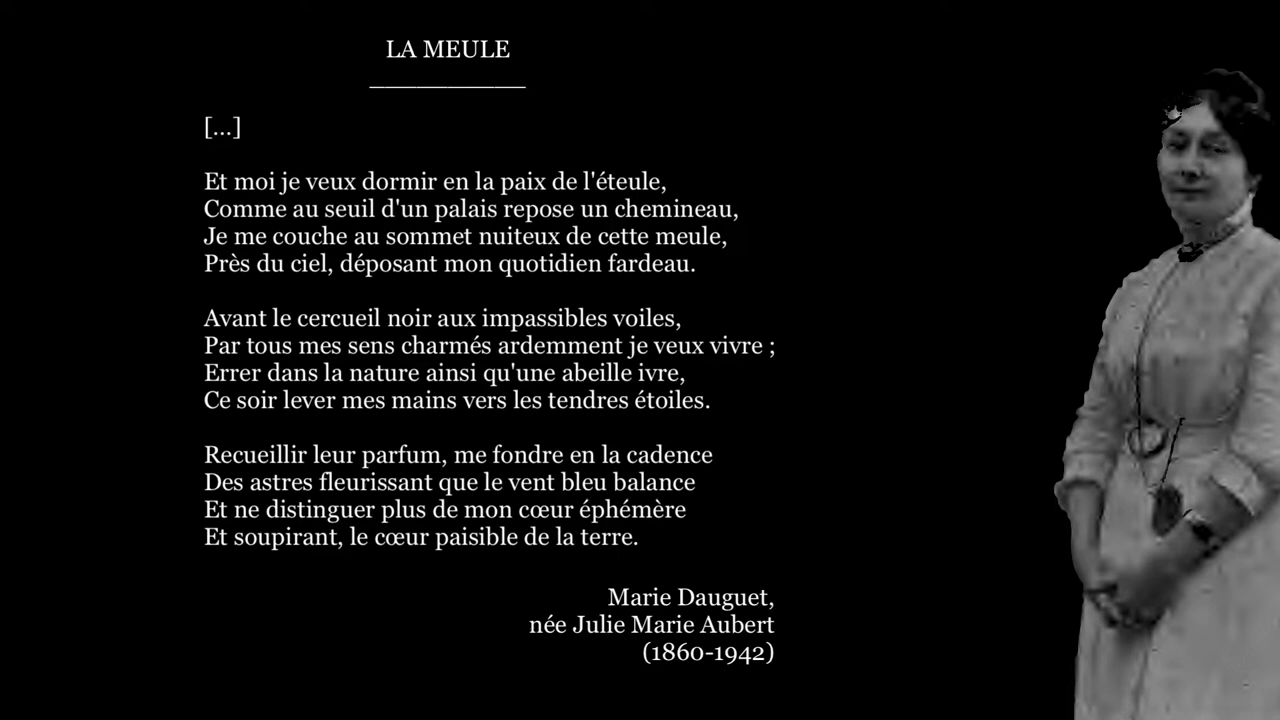 LA MEULE
[...]
Et moi je veux dormir en la paix de l'éteule,
Comme au seuil d'un palais repose un chemineau,
Je me couche au sommet nuiteux de cette meule,
Près du ciel, déposant mon quotidien fardeau.
Avant le cercueil noir aux impassibles voiles,
Par tous mes sens charmés ardemment je veux vivre ;
Errer dans la nature ainsi qu'une abeille ivre,
Ce soir lever mes mains vers les tendres étoiles.
Recueillir leur parfum, me fondre en la cadence
Des astres fleurissant que le vent bleu balance
Et ne distinguer plus de mon cœur éphémère
Et soupirant, le cœur paisible de la terre.
Marie Dauguet,
née Julie Marie Aubert
(1860-1942)